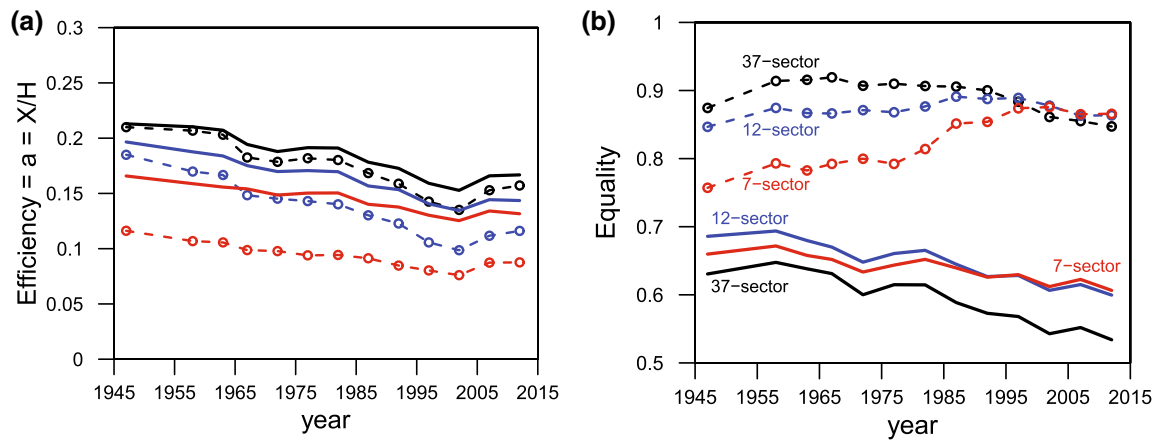 (a)
Efficiency = a = X/H
0.3
0.25
0.2
0.15
0.1
0.05
0
1945 1955 1965 1975 1985 1995 2005 2015
year
(b)
Equality
1
0.9
0.8
0.7
0.6
0.5
37−sector
12−sector
7−sector
12−sector
7−sector
37−sector
1945 1955 1965 1975 1985 1995 2005 2015
year